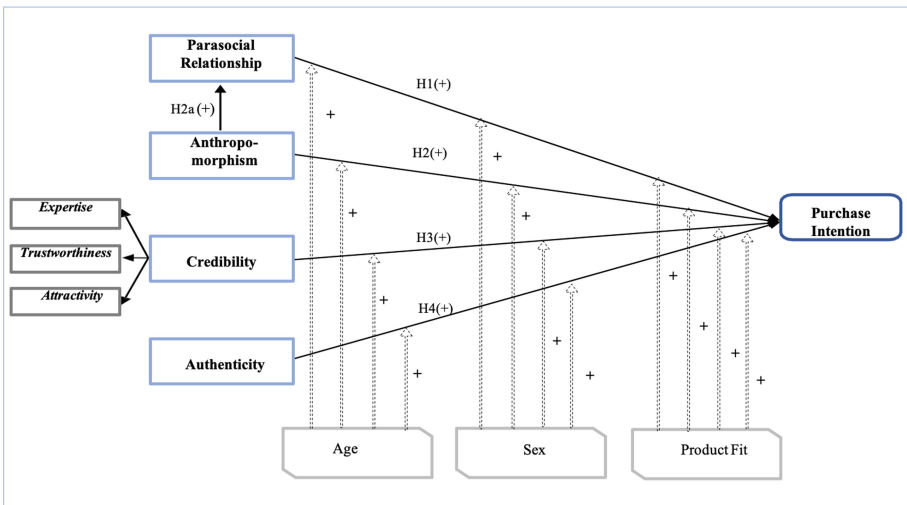 Parasocial
Relationship
H1(+)
H2a (+)
+
Anthropo-
morphism
H2(+)
+
Expertise
+
+
Purchase
Intention
Trustworthiness
Credibility
H3(+)
+
Attractivity
+
H4(+)
+
+
+
Authenticity
+
+
+
+
Age
Sex
Product Fit